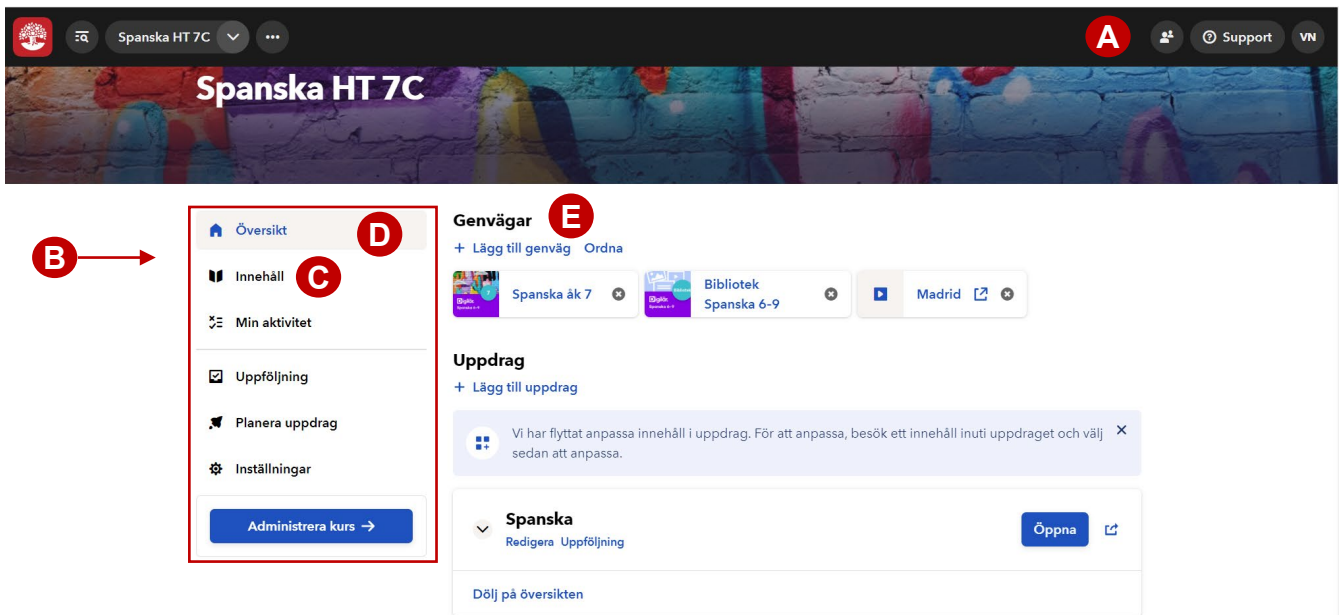 Spanska HT 7C
A
Support
VN
Spanska HT 7C
B
Översikt
D
Innehåll
C
Min aktivitet
Uppföljning
Planera uppdrag
Inställningar
Administrera kurs →
Genvägar
E
+ Lägg till genväg Ordna
Spanska åk 7
Bibliotek
Spanska 6-9
Madrid
Uppdrag
+ Lägg till uppdrag
Vi har flyttat anpassa innehåll i uppdrag. För att anpassa, besök ett innehåll inuti uppdraget och välj
sedan att anpassa.
Spanska
Redigera Uppföljning
Öppna
Dölj på översikten